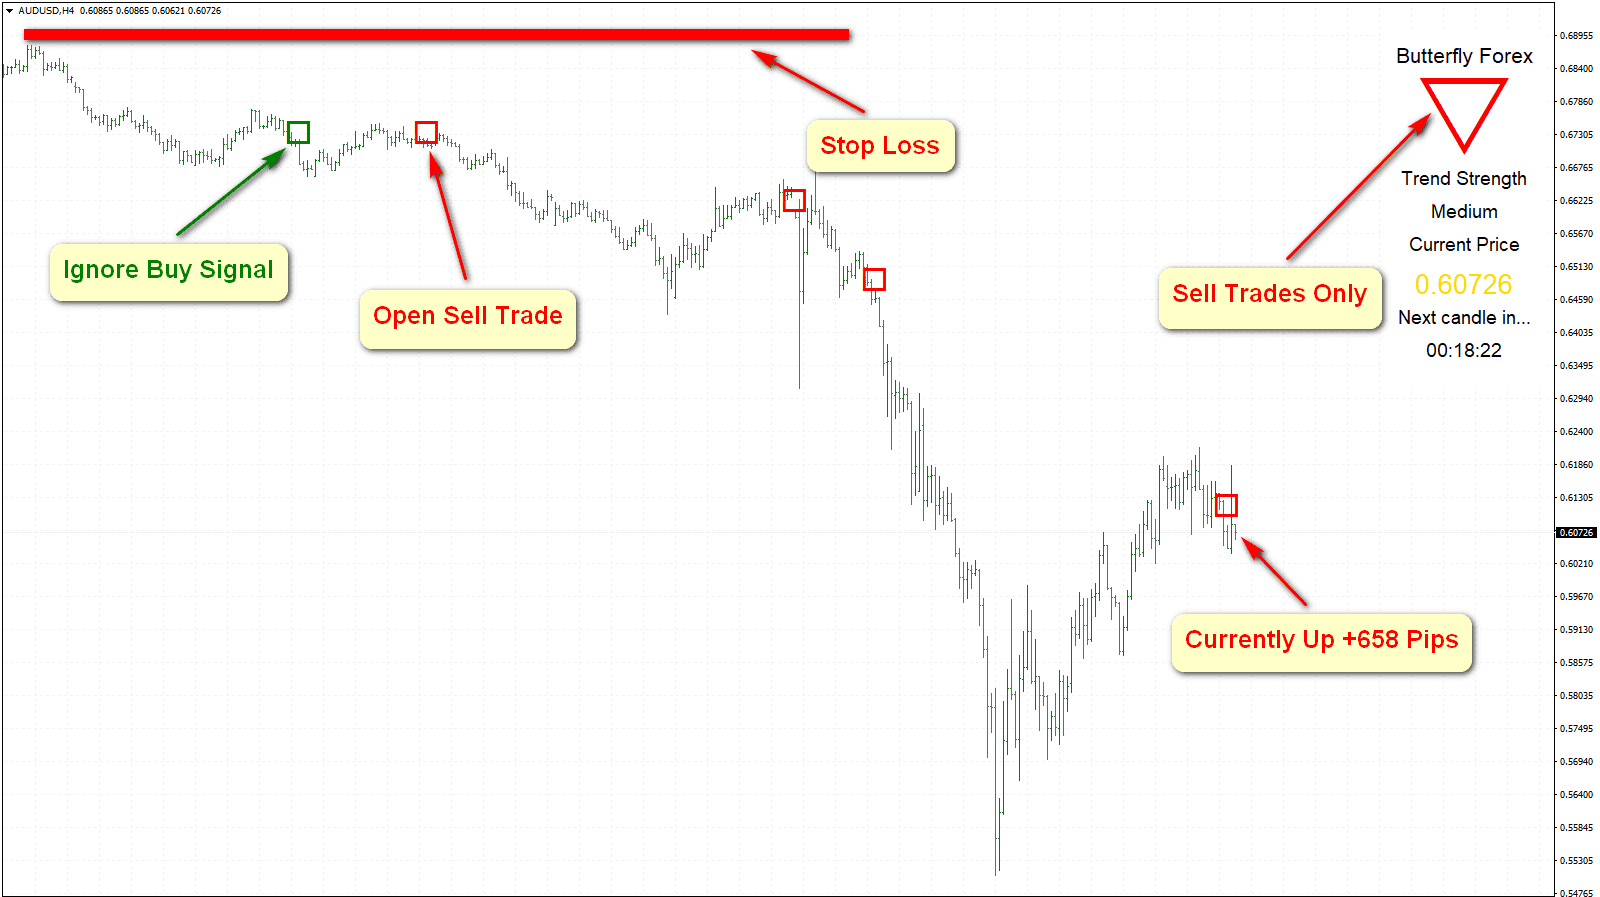 AUDUSD,H4 0.60865 0.60865 0.60621 0.60726
Butterfly Forex
Stop Loss
Trend Strength
Medium
Current Price
0.60726
Next candle in...
00:18:22
Ignore Buy Signal
Open Sell Trade
Sell Trades Only
Currently Up +658 Pips
0.68955
0.68400
0.67860
0.67305
0.66765
0.66225
0.65670
0.65130
0.64590
0.64035
0.63495
0.62940
0.62400
0.61860
0.61305
0.60726
0.60210
0.59670
0.59130
0.58575
0.58035
0.57495
0.56940
0.56400
0.55845
0.55305
0.54765